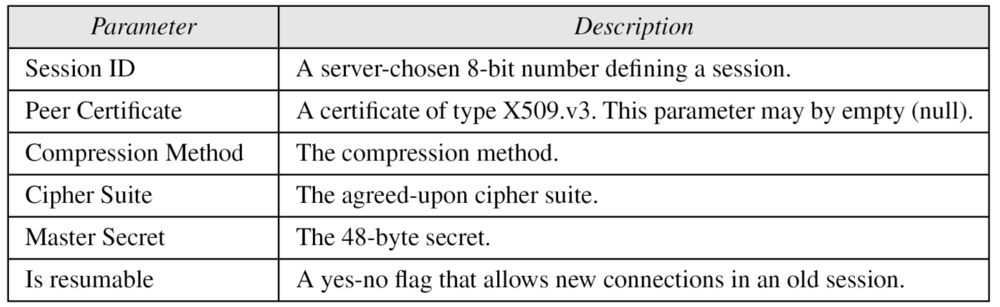 Parameter Description
Session ID A server-chosen 8-bit number defining a session.
Peer Certificate A certificate of type X509.v3. This parameter may by empty (null).
Compression Method The compression method.
Cipher Suite The agreed-upon cipher suite.
Master Secret The 48-byte secret.
Is resumable A yes-no flag that allows new connections in an old session.